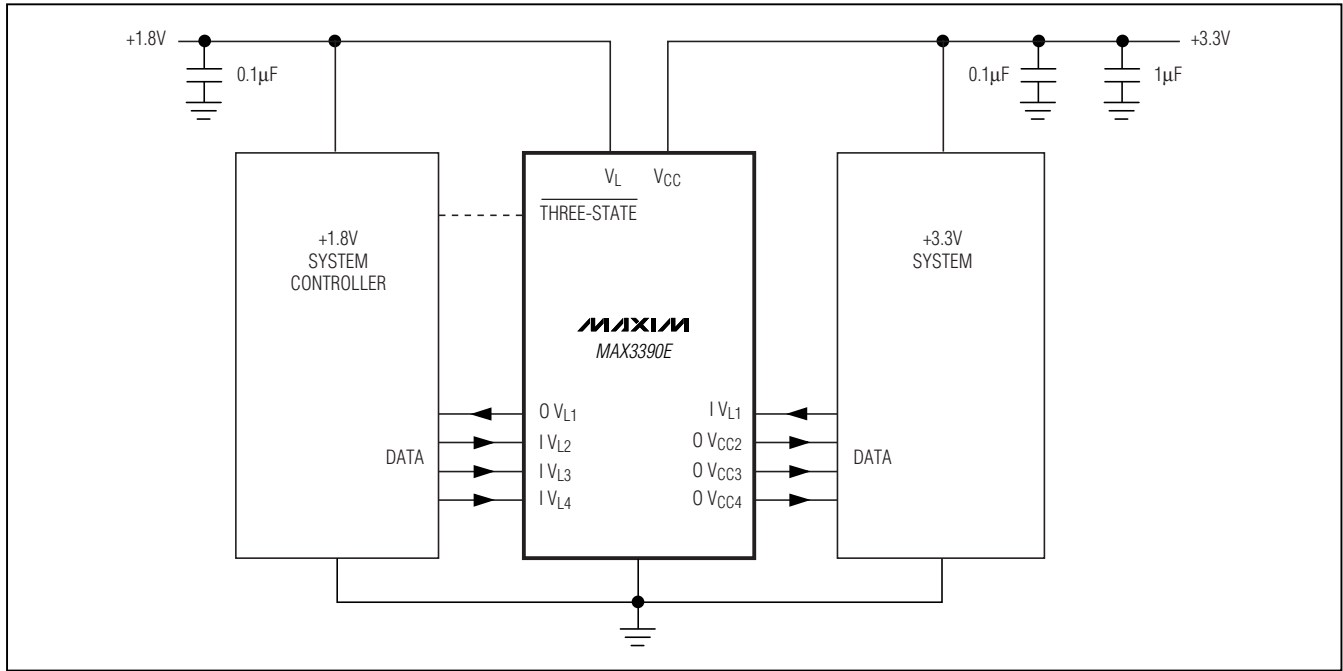 +1.8V
+3.3V
0.1µF
0.1µF
1µF
VL
VCC
THREE-STATE
+1.8V
SYSTEM
CONTROLLER
+3.3V
SYSTEM
MAXIM
MAX3390E
O VL1
I VL1
I VL2
O VCC2
DATA
DATA
I VL3
O VCC3
I VL4
O VCC4